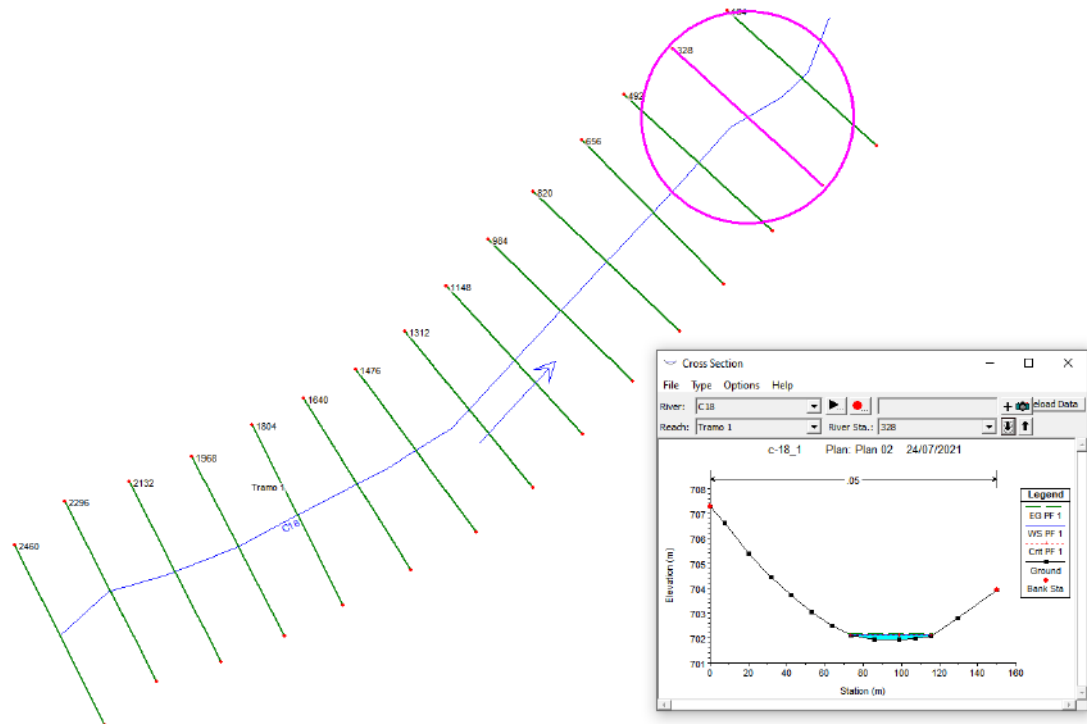 164
328
492
656
820
984
1148
1312
1476
1640
1804
1968
2132
2296
2460
Tramo 1
C18
Cross Section
File Type Options Help
River: C18 eload Data
Reach: Tramo 1 River Sta.: 328
c-18_1 Plan: Plan 02 24/07/2021
.05
708
707
706
705
704
703
702
701
0 20 40 60 80 100 120 140 160
Elevation (m)
Station (m)
Legend
EG PF 1
WS PF 1
Crit PF 1
Ground
Bank Sta